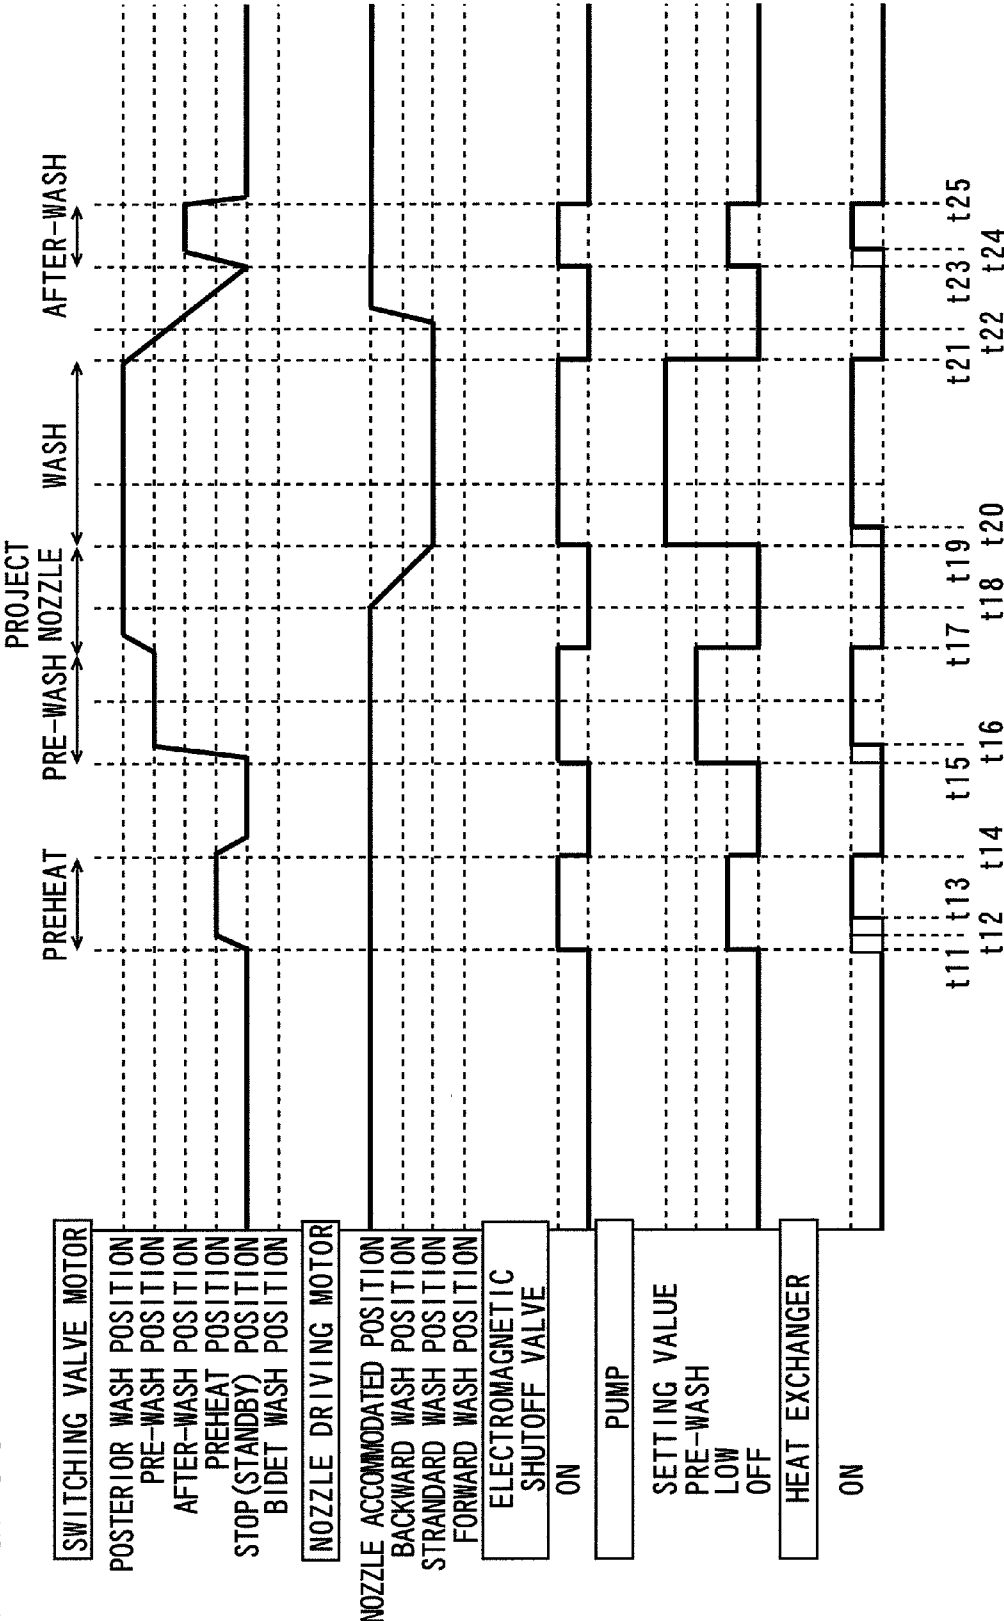 PREHEAT
PRE-WASH
PROJECT
NOZZLE
WASH
AFTER-WASH
SWITCHING VALVE MOTOR
POSTERIOR WASH POSITION
PRE-WASH POSITION
AFTER-WASH POSITION
PREHEAT POSITION
STOP(STANDBY) POSITION
BIDET WASH POSITION
NOZZLE DRIVING MOTOR
NOZZLE ACCOMMODATED POSITION
BACKWARD WASH POSITION
STRANDARD WASH POSITION
FORWARD WASH POSITION
ELECTROMAGNETIC
SHUTOFF VALVE
ON
PUMP
SETTING VALUE
PRE-WASH
LOW
OFF
HEAT EXCHANGER
ON
t11
t12
t13
t14
t15
t16
t17
t18
t19
t20
t21
t22
t23
t24
t25